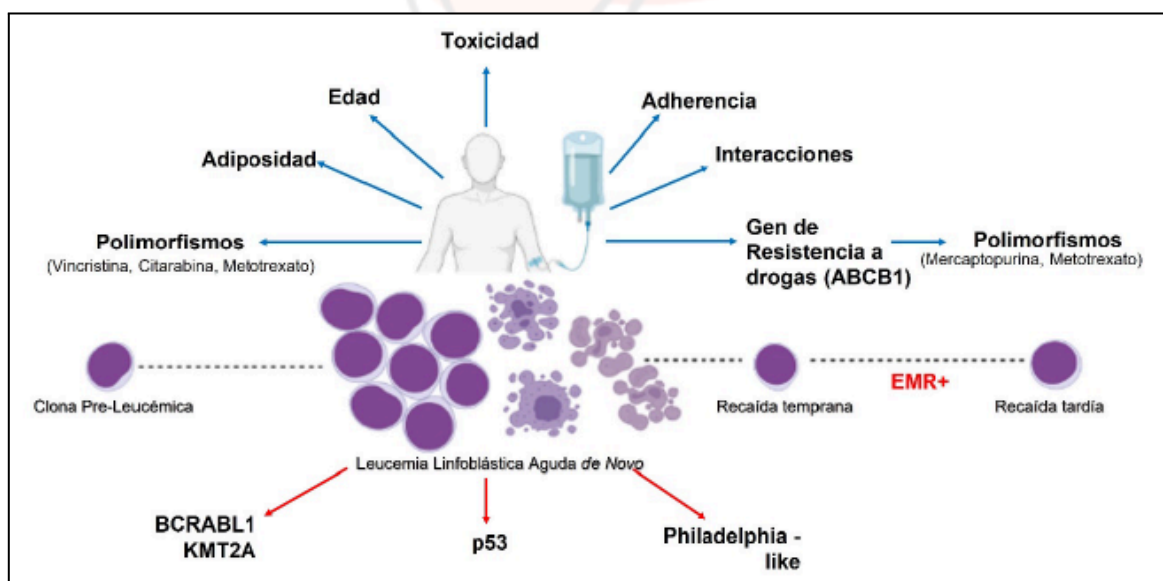 Toxicidad
Edad
Adherencia
Adiposidad
Interacciones
Polimorfismos
(Vincristina, Citarabina, Metotrexato)
Gen de
Resistencia a
drogas (ABCB1)
Polimorfismos
(Mercaptopurina, Metotrexato)
EMR+
Clona Pre-Leucémica
Recaída temprana
Recaída tardía
Leucemia Linfoblástica Aguda de Novo
BCRABL1
KMT2A
p53
Philadelphia -
like